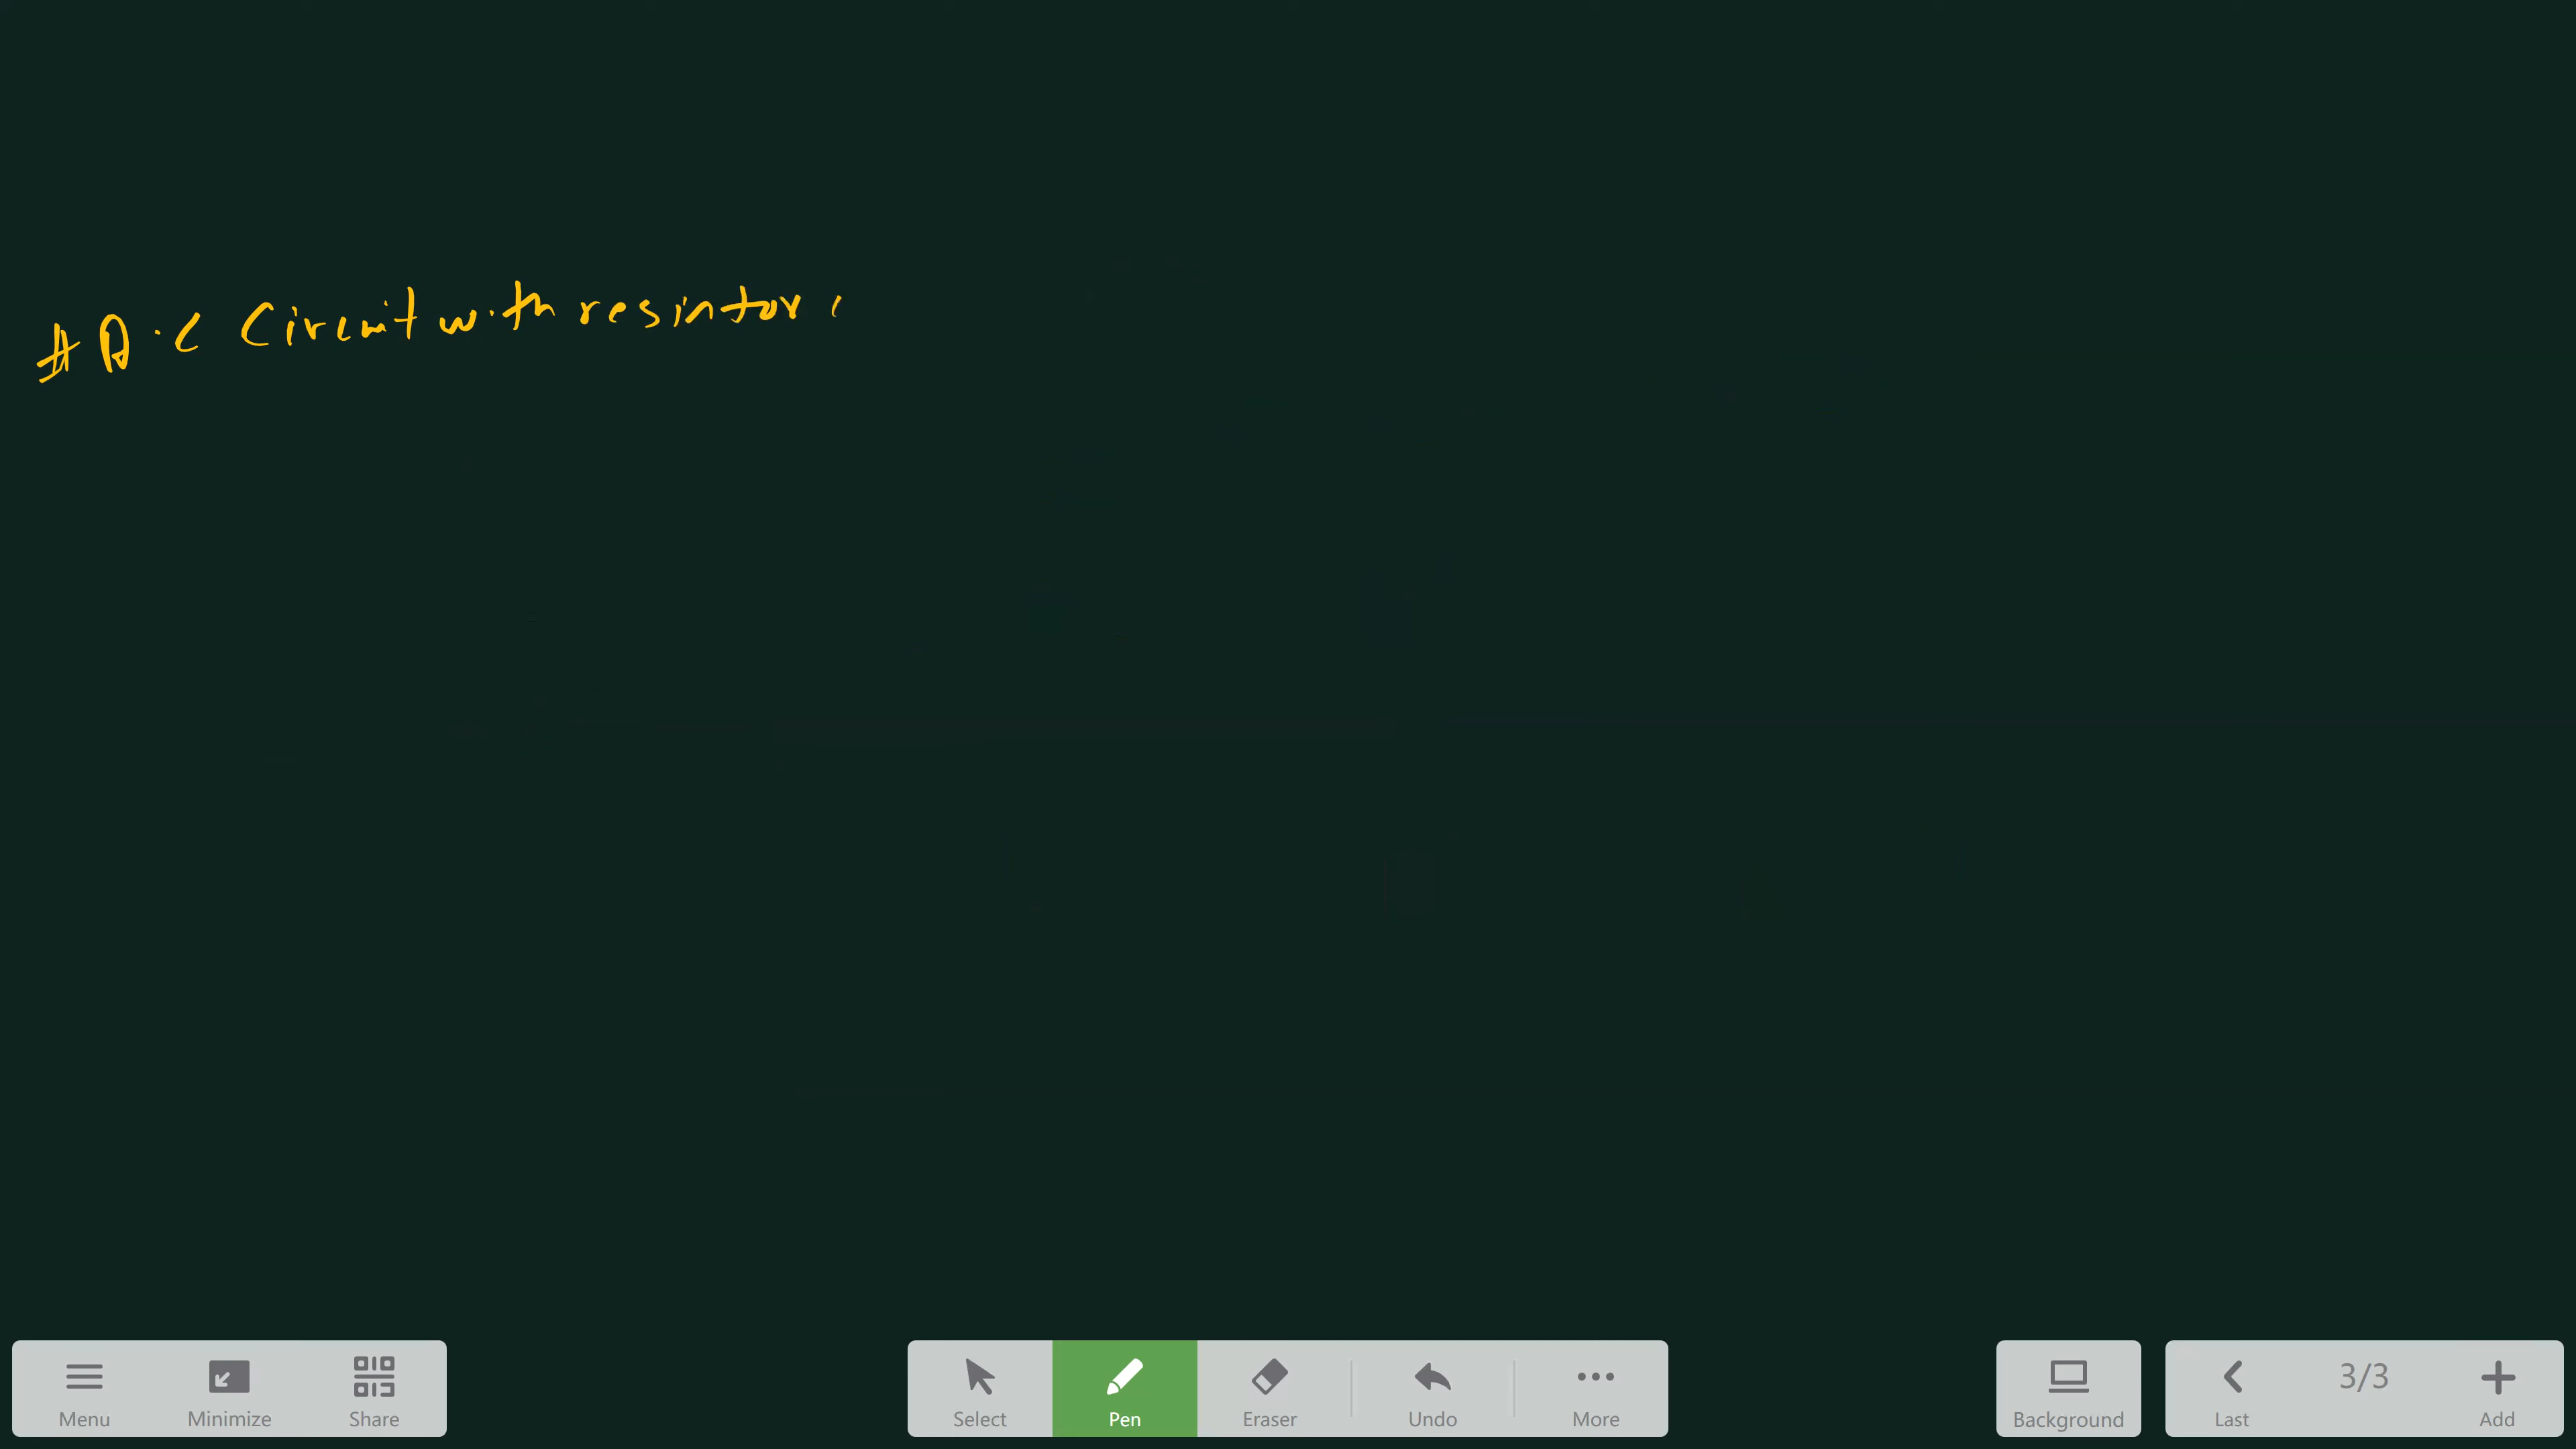 # A.C Circuit with resistor
Menu Minimize Share Select Pen Eraser Undo More Background Last 3/3 Add